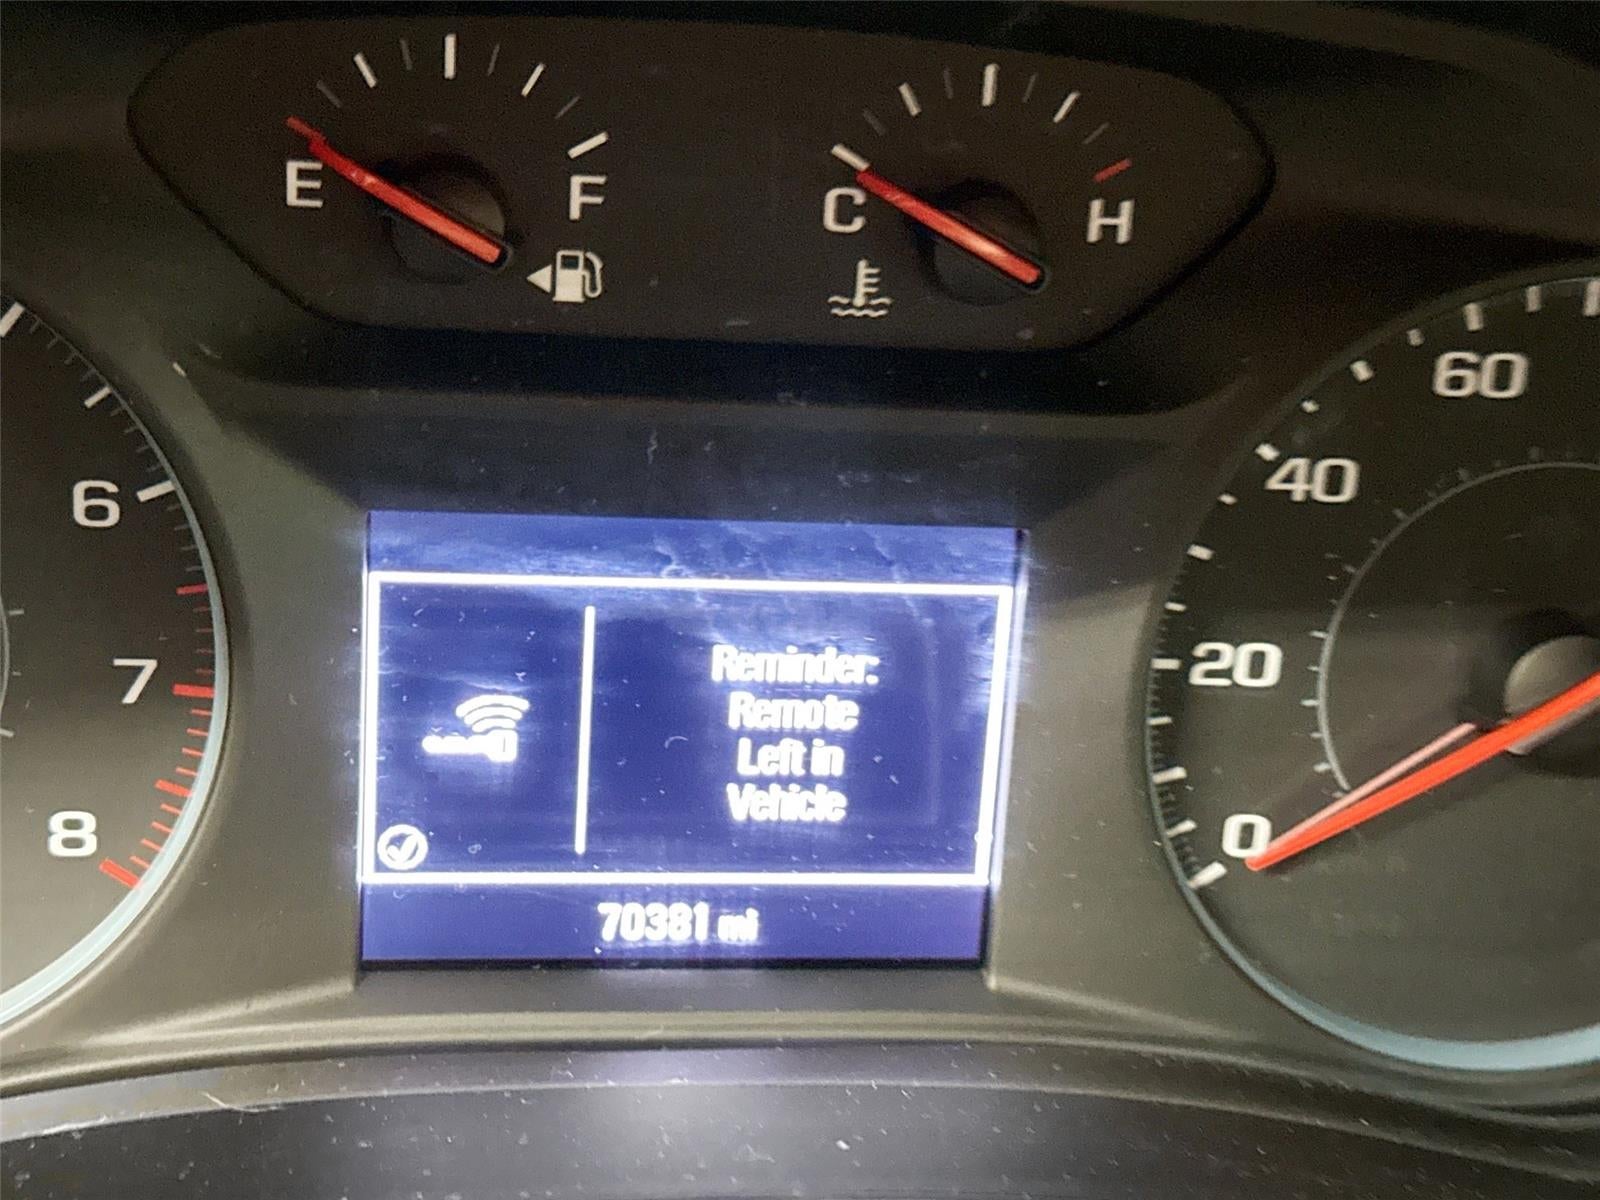 E
F
C
H
60
40
20
0
6
7
8
Reminder:
Remote
Left in
Vehicle
70381 mi